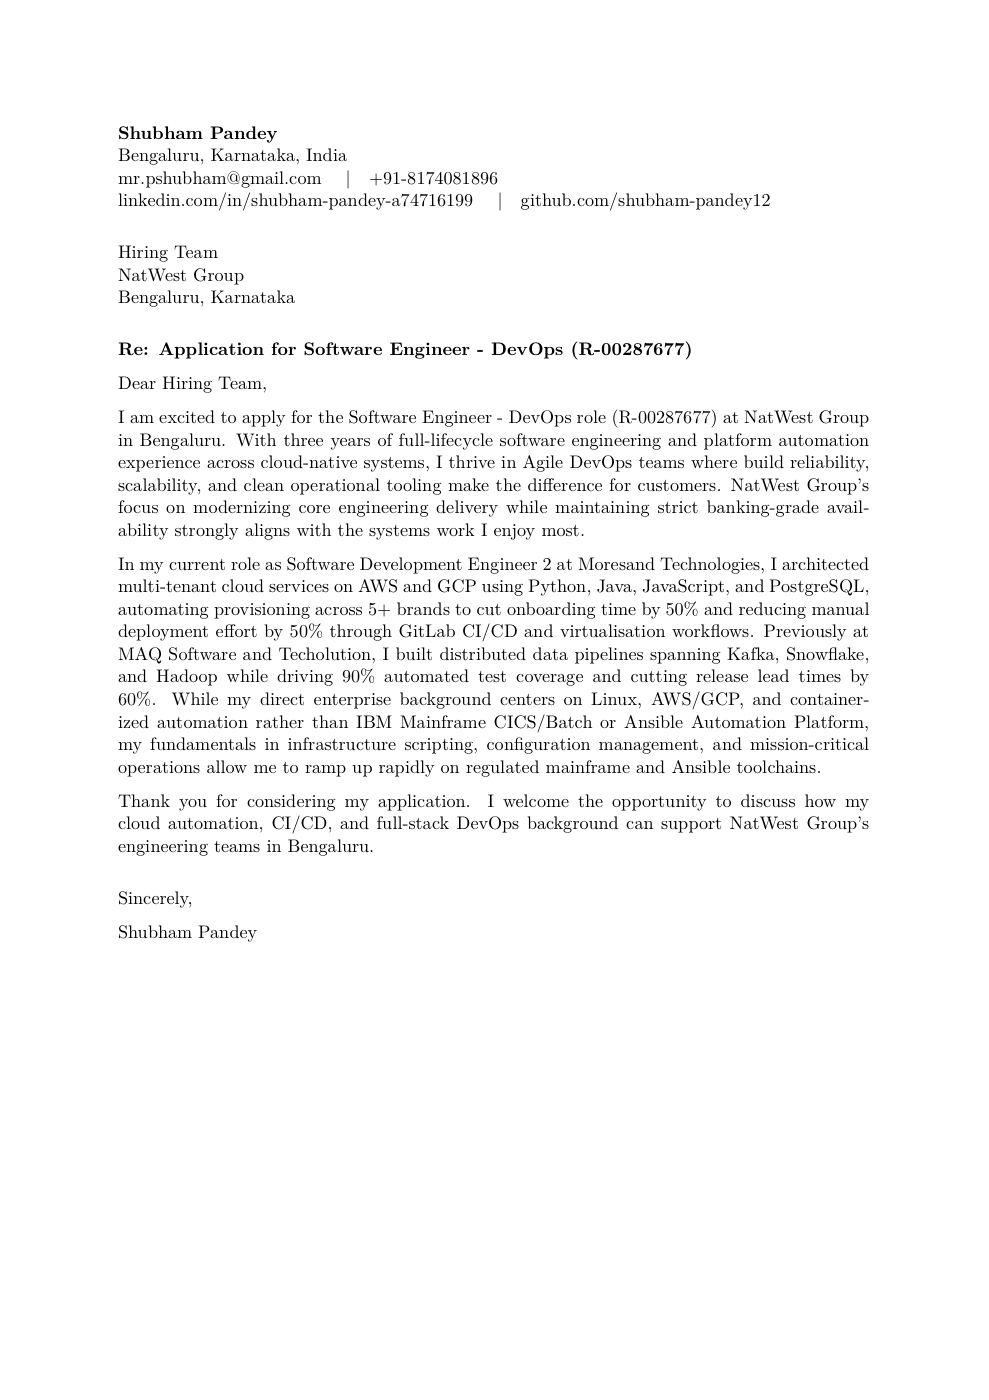 Shubham Pandey
Bengaluru, Karnataka, India
mr.pshubham@gmail.com | +91-8174081896
linkedin.com/in/shubham-pandey-a74716199 | github.com/shubham-pandey12
Hiring Team
NatWest Group
Bengaluru, Karnataka
Re: Application for Software Engineer - DevOps (R-00287677)
Dear Hiring Team,
I am excited to apply for the Software Engineer - DevOps role (R-00287677) at NatWest Group
in Bengaluru. With three years of full-lifecycle software engineering and platform automation
experience across cloud-native systems, I thrive in Agile DevOps teams where build reliability,
scalability, and clean operational tooling make the difference for customers. NatWest Group's
focus on modernizing core engineering delivery while maintaining strict banking-grade avail-
ability strongly aligns with the systems work I enjoy most.
In my current role as Software Development Engineer 2 at Moresand Technologies, I architected
multi-tenant cloud services on AWS and GCP using Python, Java, JavaScript, and PostgreSQL,
automating provisioning across 5+ brands to cut onboarding time by 50% and reducing manual
deployment effort by 50% through GitLab CI/CD and virtualisation workflows. Previously at
MAQ Software and Techolution, I built distributed data pipelines spanning Kafka, Snowflake,
and Hadoop while driving 90% automated test coverage and cutting release lead times by
60%. While my direct enterprise background centers on Linux, AWS/GCP, and container-
ized automation rather than IBM Mainframe CICS/Batch or Ansible Automation Platform,
my fundamentals in infrastructure scripting, configuration management, and mission-critical
operations allow me to ramp up rapidly on regulated mainframe and Ansible toolchains.
Thank you for considering my application. I welcome the opportunity to discuss how my
cloud automation, CI/CD, and full-stack DevOps background can support NatWest Group's
engineering teams in Bengaluru.
Sincerely,
Shubham Pandey